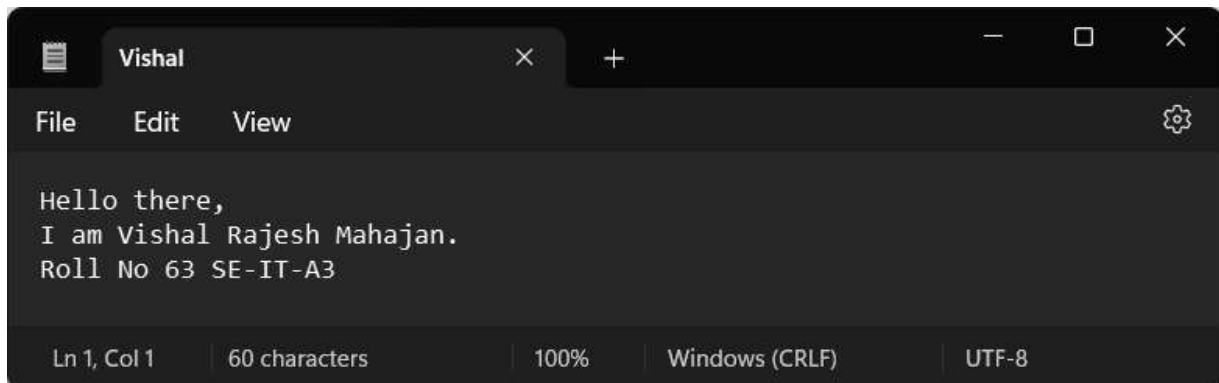 Vishal
File Edit View
Hello there,
I am Vishal Rajesh Mahajan.
Roll No 63 SE-IT-A3
Ln 1, Col 1 60 characters 100% Windows (CRLF) UTF-8